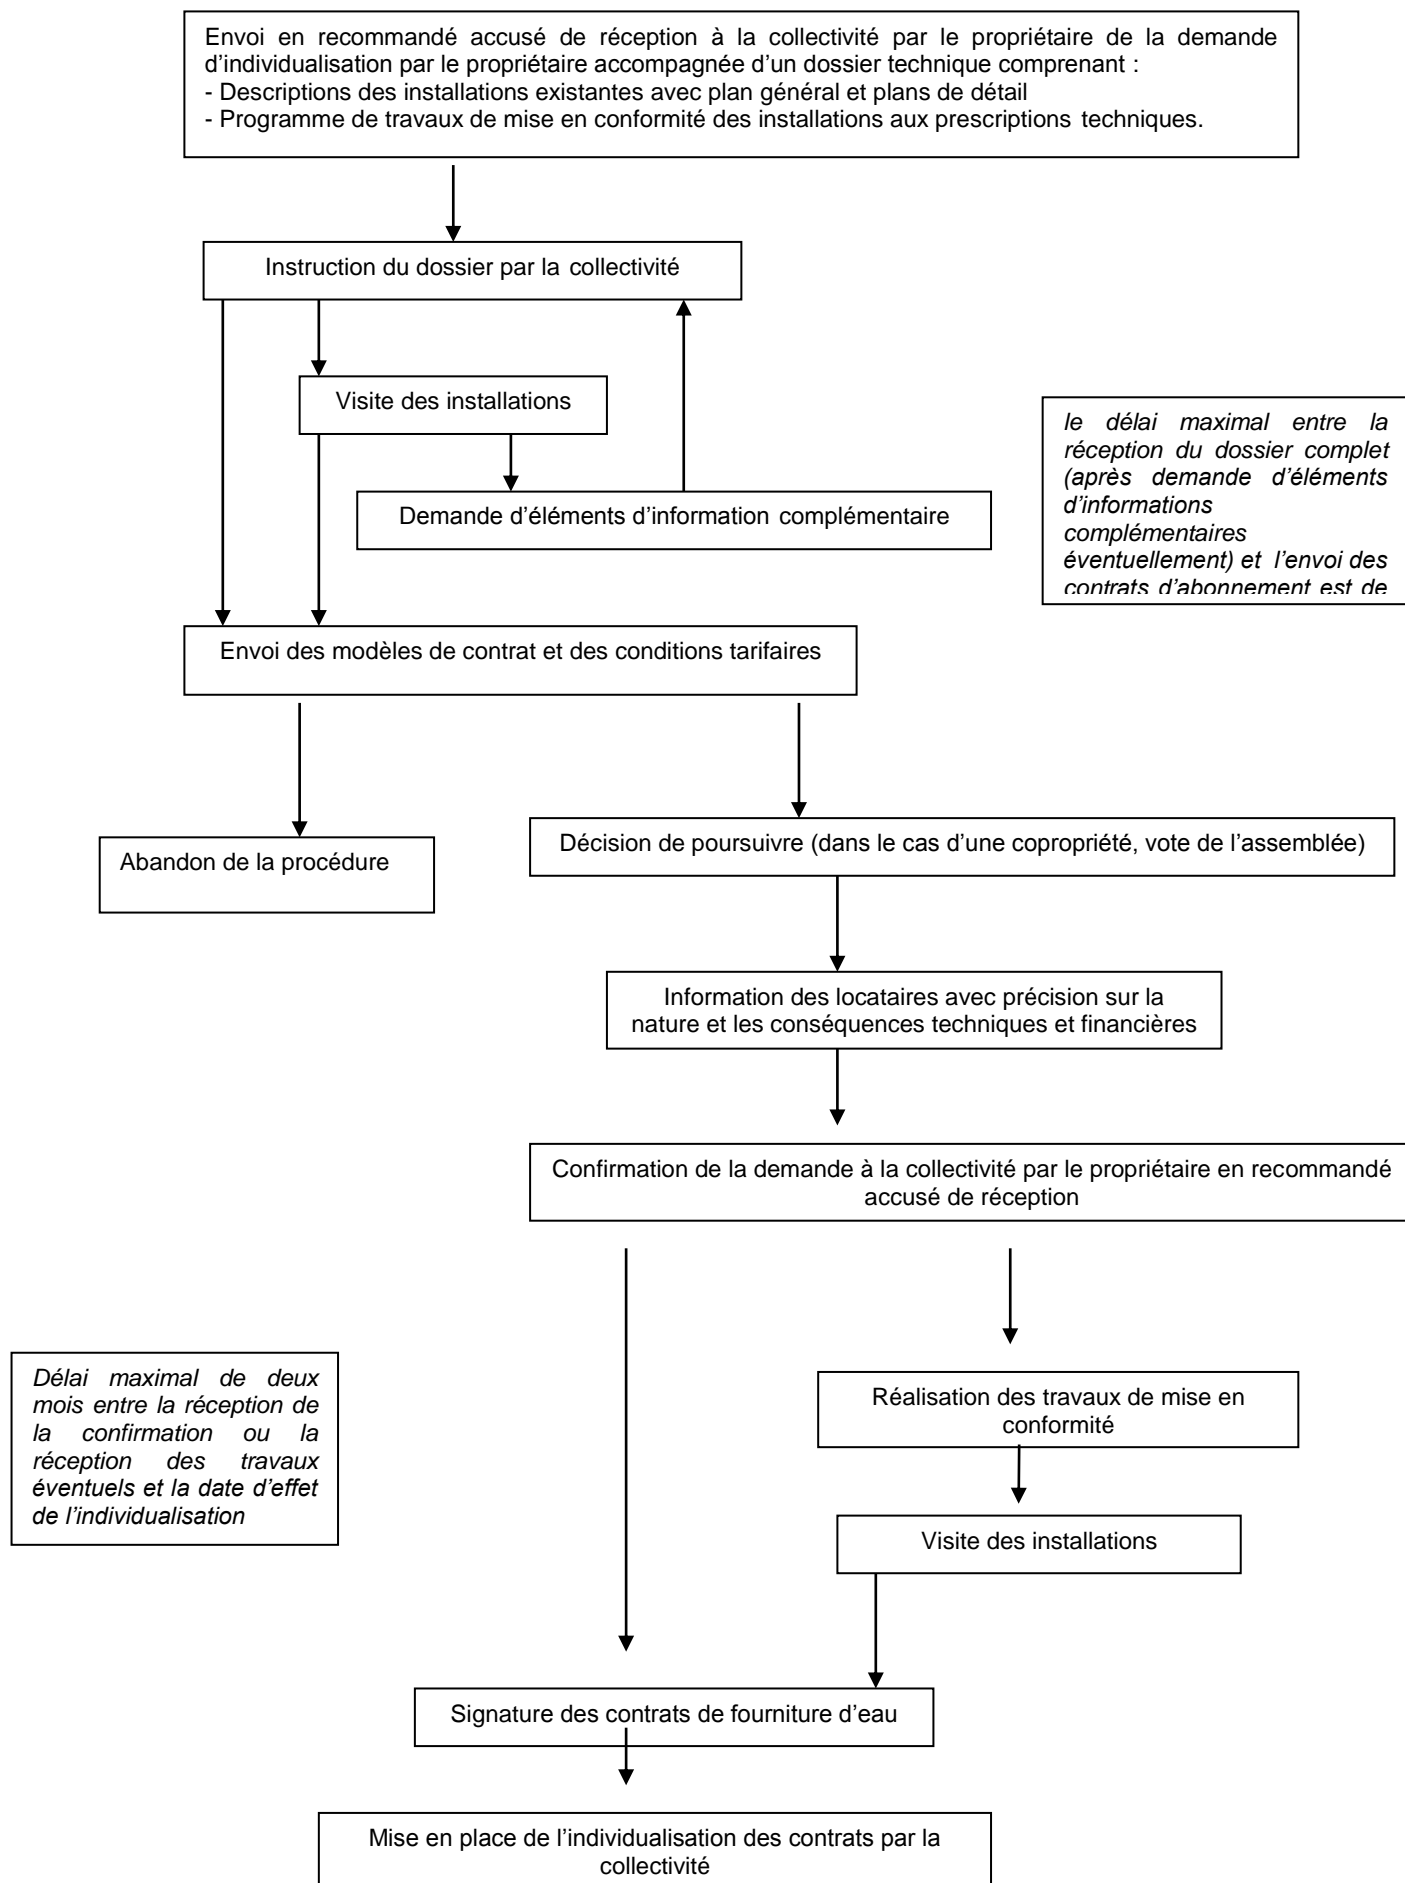 Envoi en recommandé accusé de réception à la collectivité par le propriétaire de la demande
d’individualisation par le propriétaire accompagnée d’un dossier technique comprenant :
- Descriptions des installations existantes avec plan général et plans de détail
- Programme de travaux de mise en conformité des installations aux prescriptions techniques.
Instruction du dossier par la collectivité
Visite des installations
le délai maximal entre la
réception du dossier complet
(après demande d’éléments
d’informations
complémentaires
éventuellement) et l’envoi des
contrats d’abonnement est de
Demande d’éléments d’information complémentaire
Envoi des modèles de contrat et des conditions tarifaires
Abandon de la procédure
Décision de poursuivre (dans le cas d’une copropriété, vote de l’assemblée)
Information des locataires avec précision sur la
nature et les conséquences techniques et financières
Confirmation de la demande à la collectivité par le propriétaire en recommandé
accusé de réception
Délai maximal de deux
mois entre la réception de
la confirmation ou la
réception des travaux
éventuels et la date d’effet
de l’individualisation
Réalisation des travaux de mise en
conformité
Visite des installations
Signature des contrats de fourniture d’eau
Mise en place de l’individualisation des contrats par la
collectivité